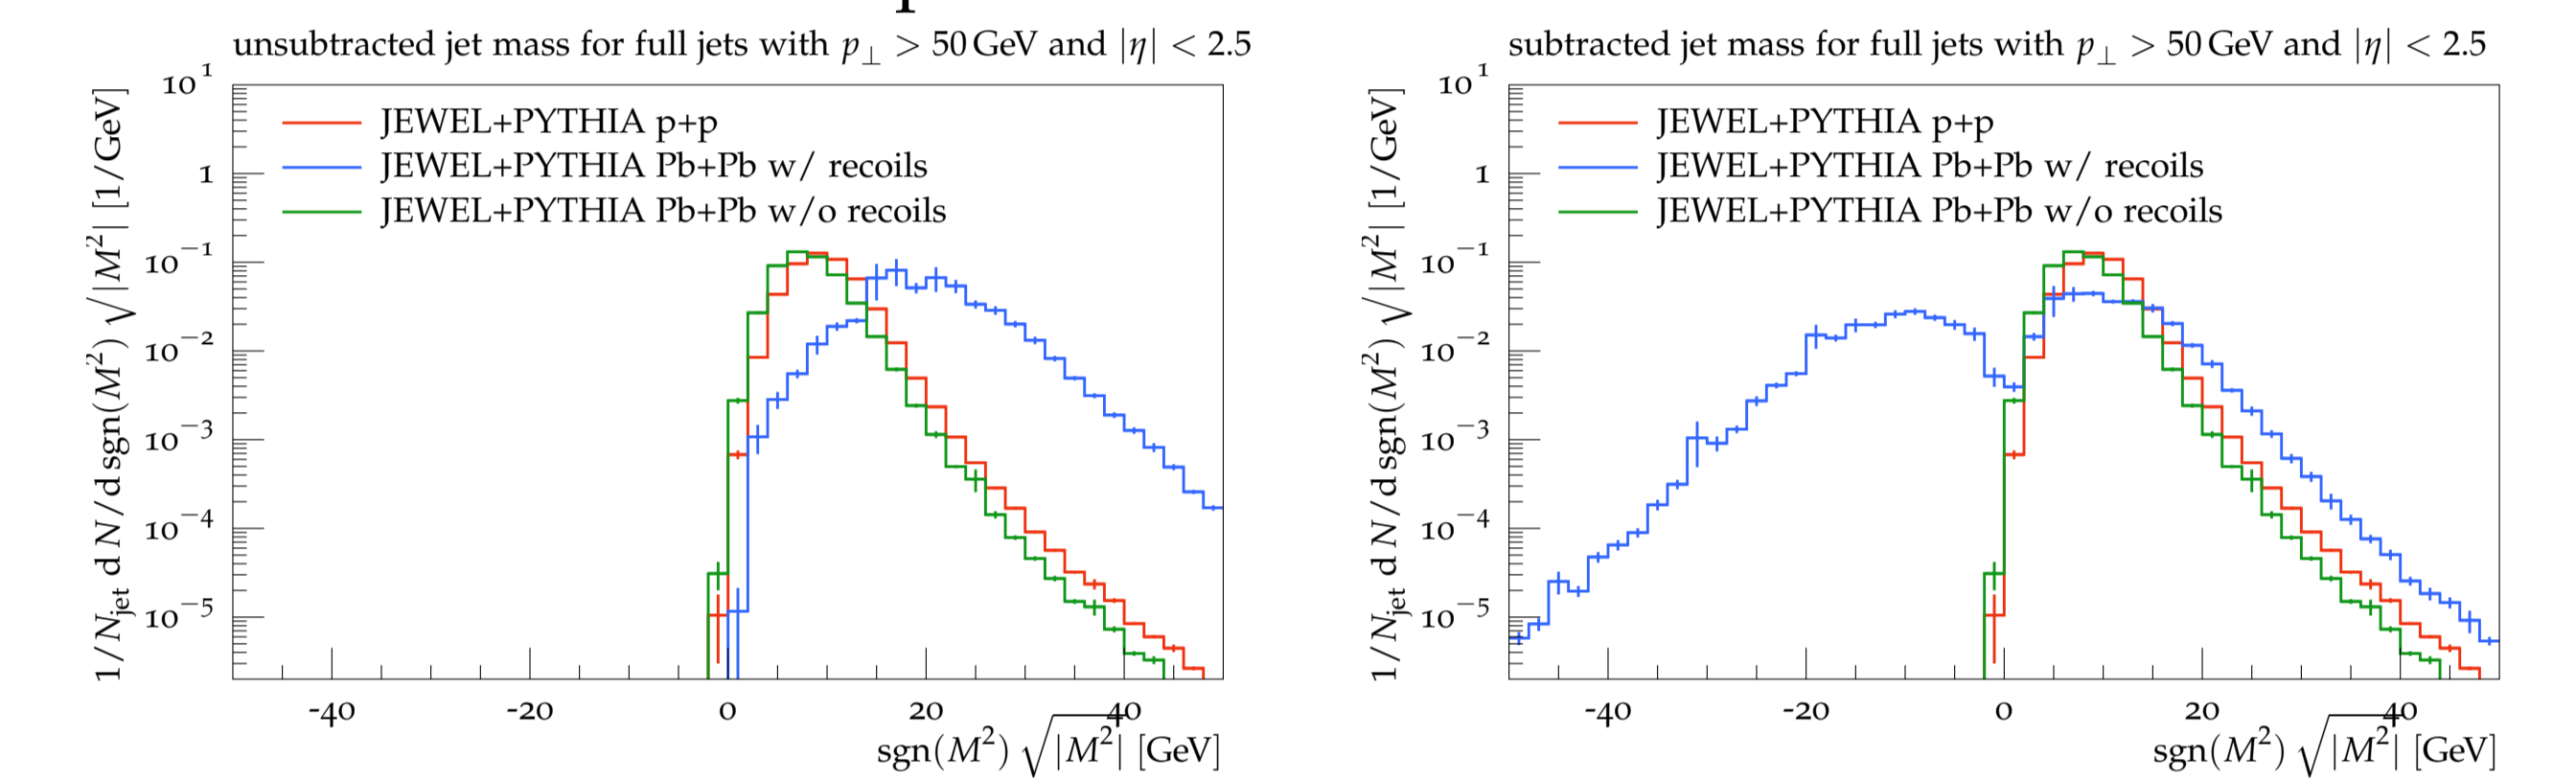 unsubtracted jet mass for full jets with p⊥ > 50 GeV and |η| < 2.5
1/N_jet d N/d sgn(M²) √|M²| [1/GeV]
10¹
1
10⁻¹
10⁻²
10⁻³
10⁻⁴
10⁻⁵
JEWEL+PYTHIA p+p
JEWEL+PYTHIA Pb+Pb w/ recoils
JEWEL+PYTHIA Pb+Pb w/o recoils
-40 -20 0 20 40
sgn(M²) √|M²| [GeV]
subtracted jet mass for full jets with p⊥ > 50 GeV and |η| < 2.5
1/N_jet d N/d sgn(M²) √|M²| [1/GeV]
10¹
1
10⁻¹
10⁻²
10⁻³
10⁻⁴
10⁻⁵
JEWEL+PYTHIA p+p
JEWEL+PYTHIA Pb+Pb w/ recoils
JEWEL+PYTHIA Pb+Pb w/o recoils
-40 -20 0 20 40
sgn(M²) √|M²| [GeV]